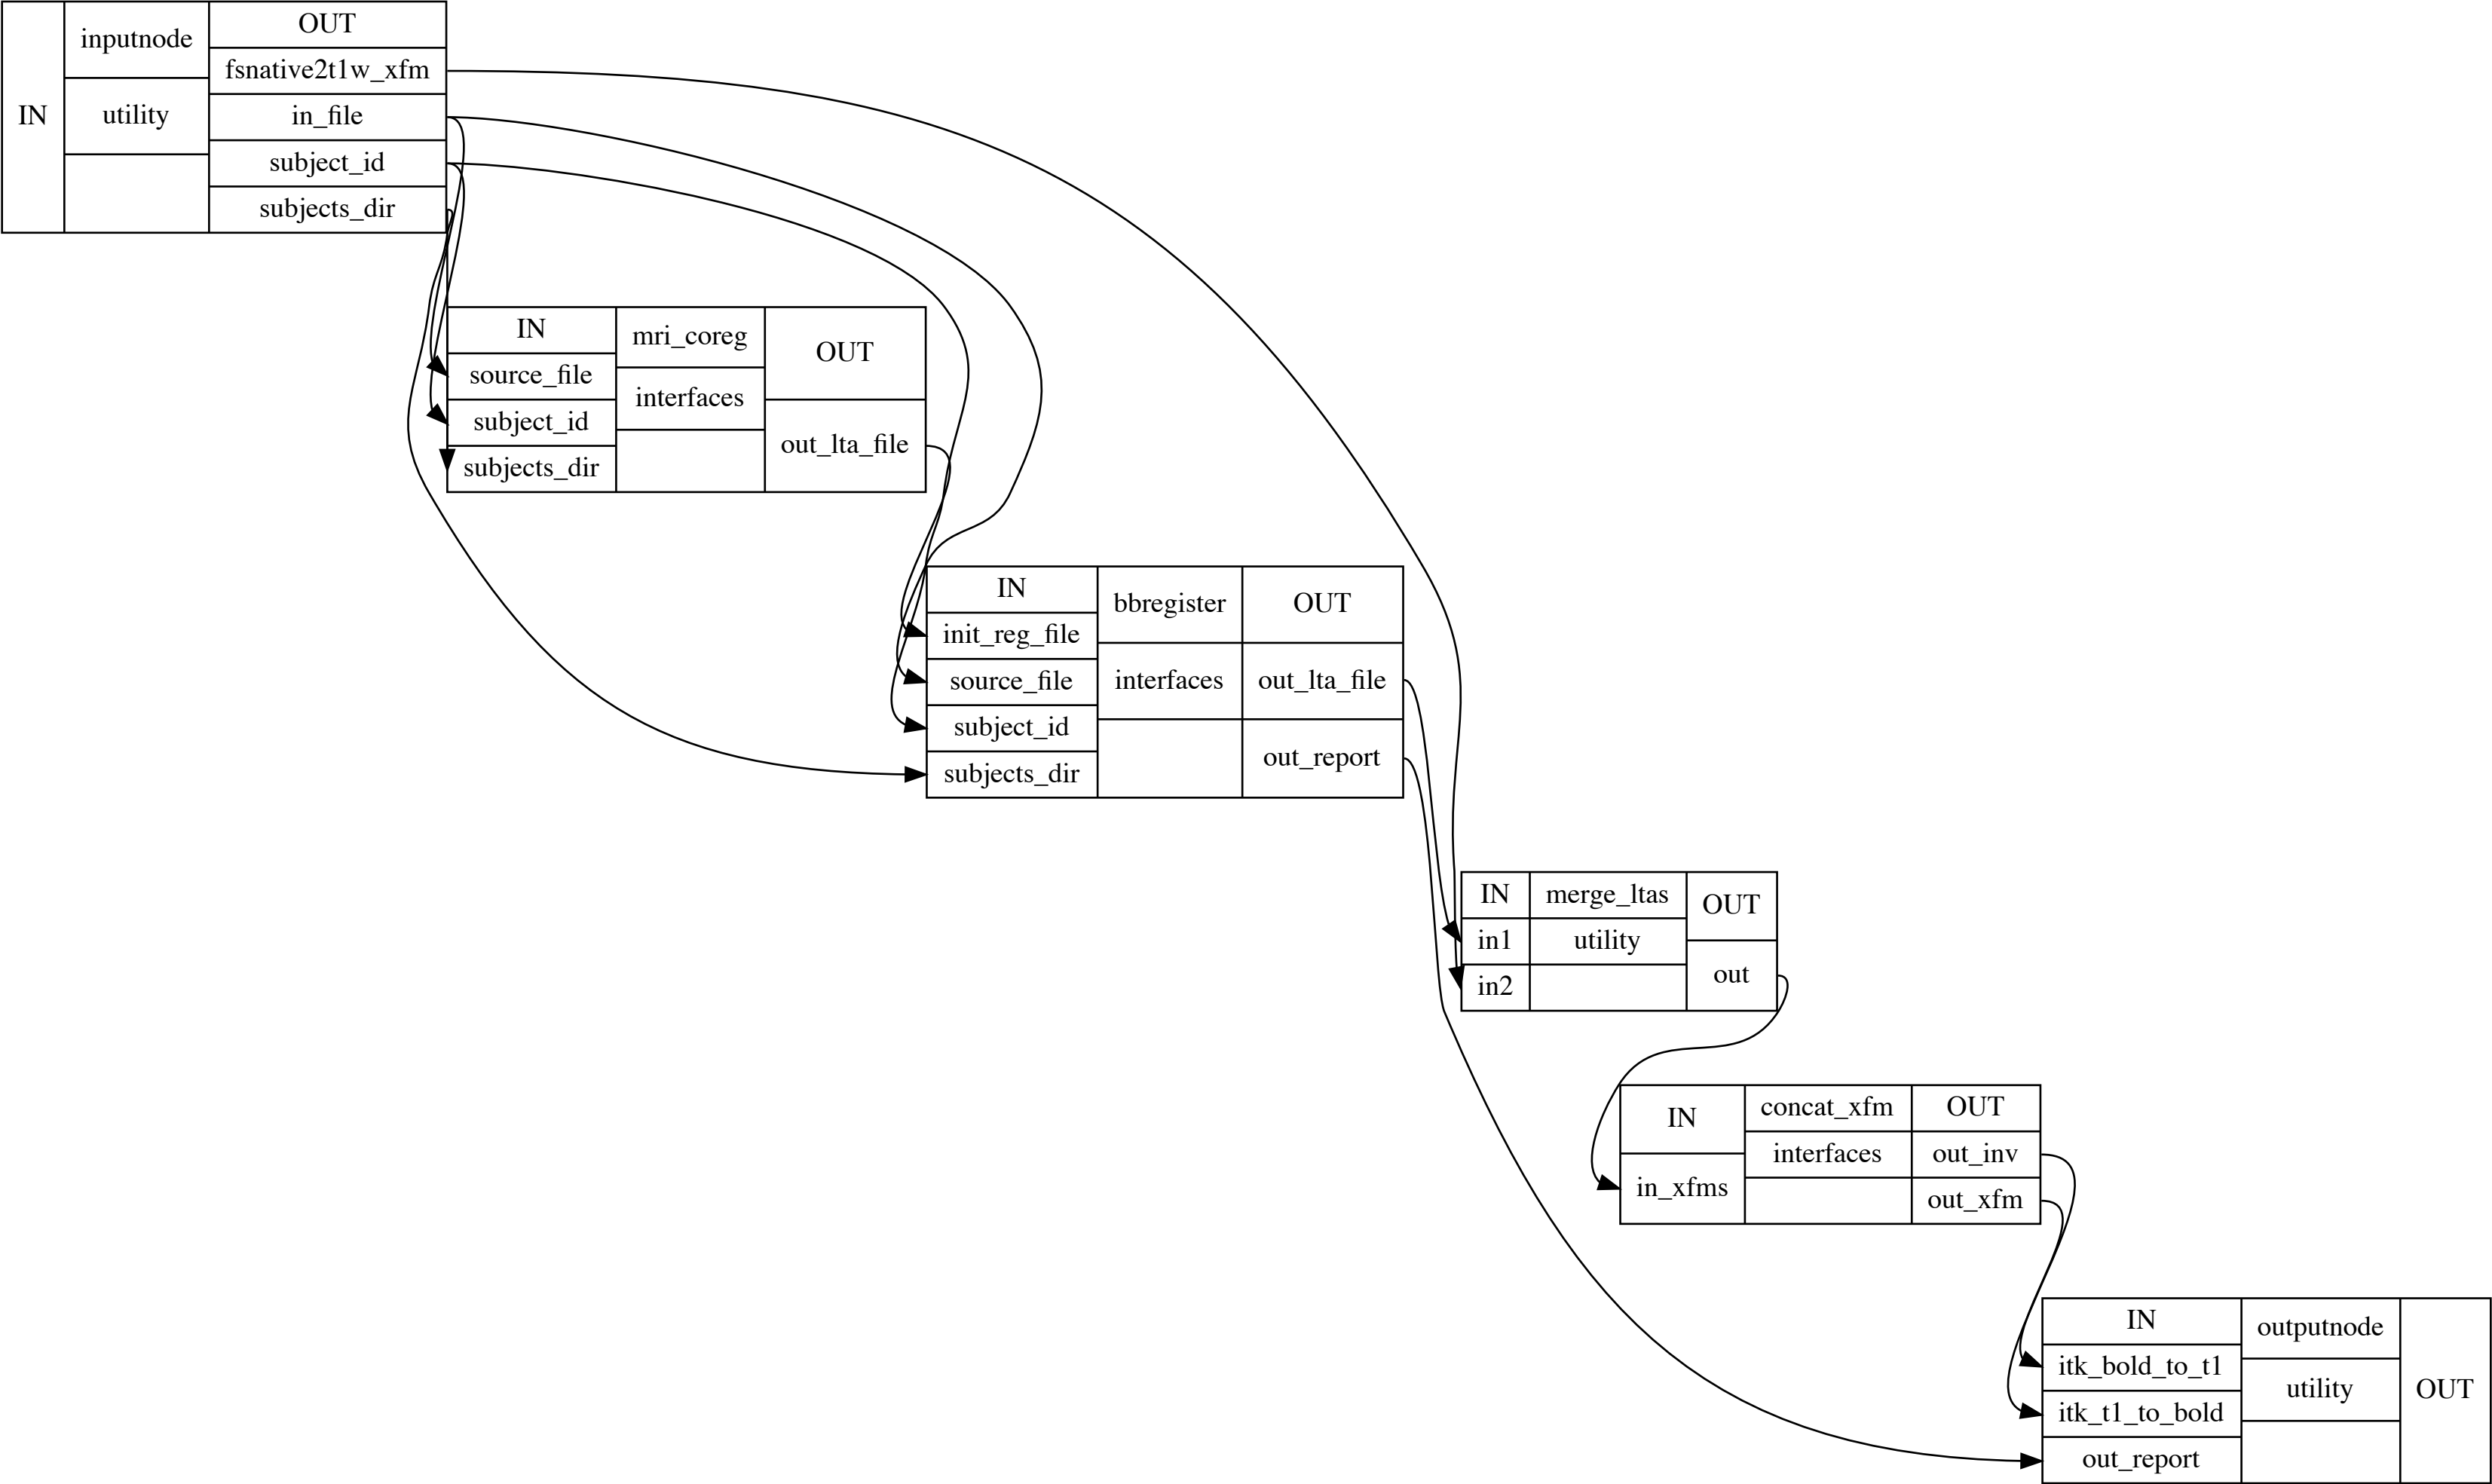 IN
inputnode
utility
OUT
fsnative2t1w_xfm
in_file
subject_id
subjects_dir
IN
source_file
subject_id
subjects_dir
mri_coreg
interfaces
OUT
out_lta_file
IN
init_reg_file
source_file
subject_id
subjects_dir
bbregister
interfaces
OUT
out_lta_file
out_report
IN
in1
in2
merge_ltas
utility
OUT
out
IN
in_xfms
concat_xfm
interfaces
OUT
out_inv
out_xfm
IN
itk_bold_to_t1
itk_t1_to_bold
out_report
outputnode
utility
OUT